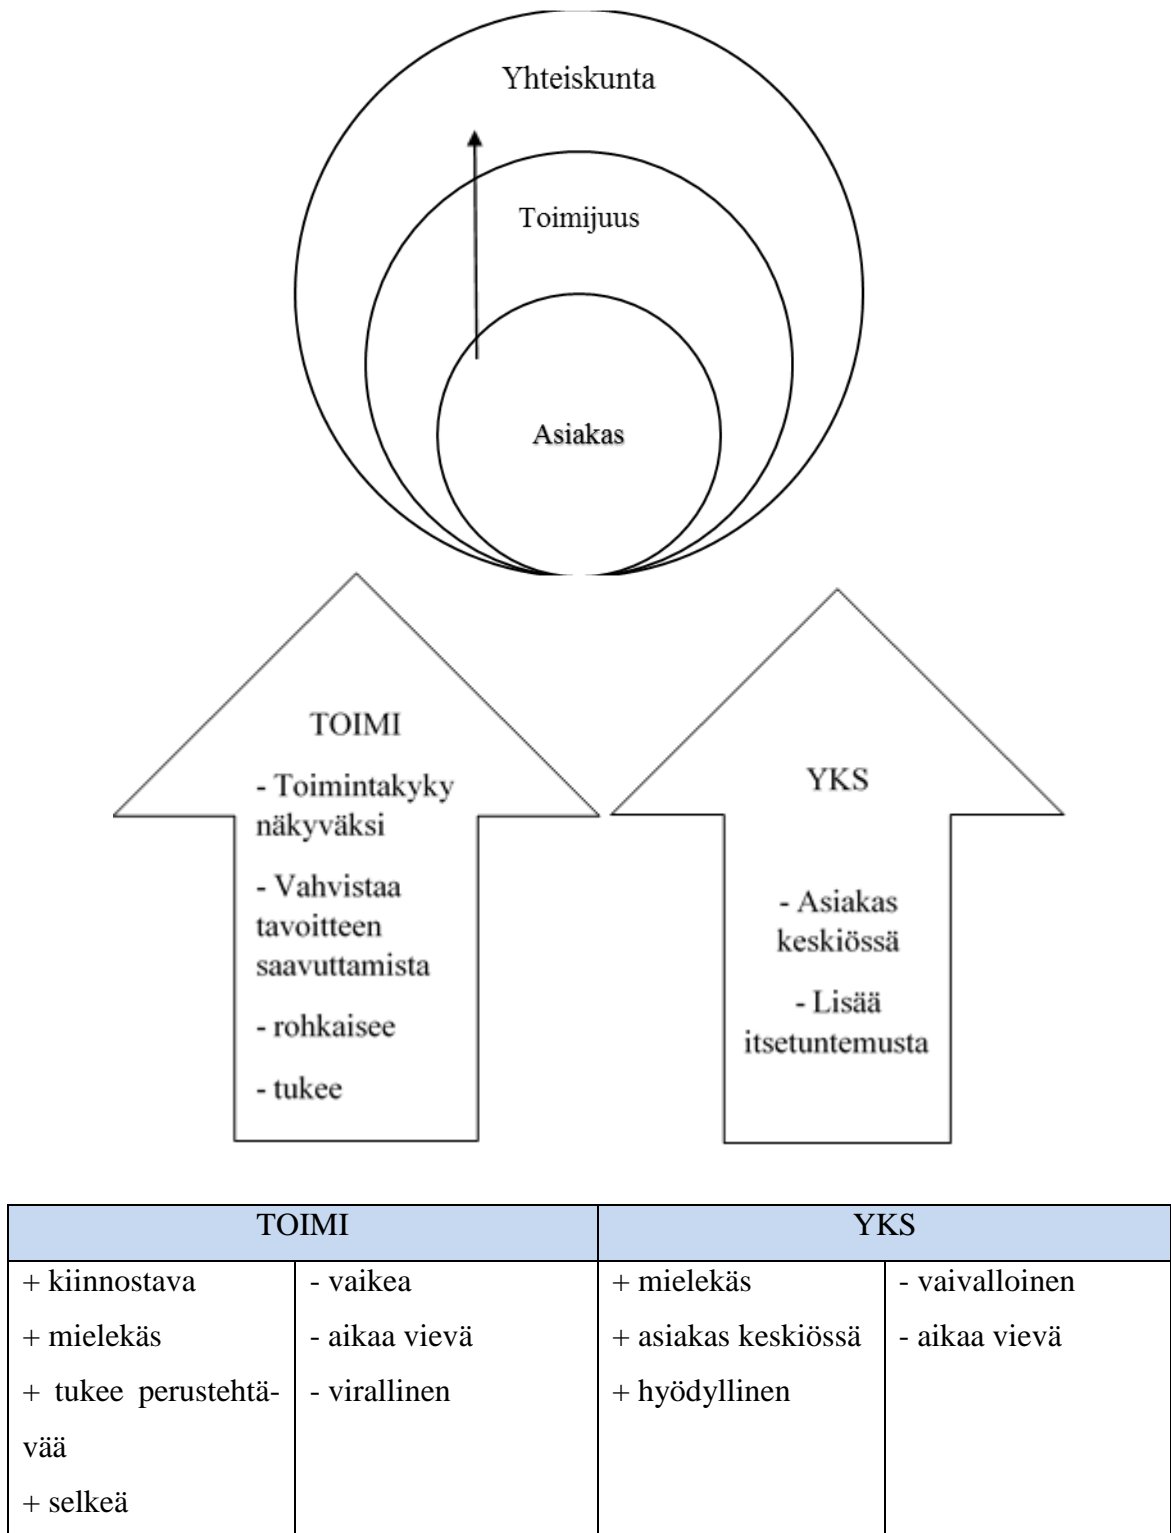 Yhteiskunta
Toimijuus
Asiakas
TOIMI
- Toimintakyky
näkyväksi
- Vahvistaa
tavoitteen
saavuttamista
- rohkaisee
- tukee
YKS
- Asiakas
keskiössä
- Lisää
itsetuntemusta
TOIMI
YKS
+ kiinnostava
+ mielekäs
+ tukee perustehtä-
vää
+ selkeä
- vaikea
- aikaa vievä
- virallinen
+ mielekäs
+ asiakas keskiössä
+ hyödyllinen
- vaivalloinen
- aikaa vievä